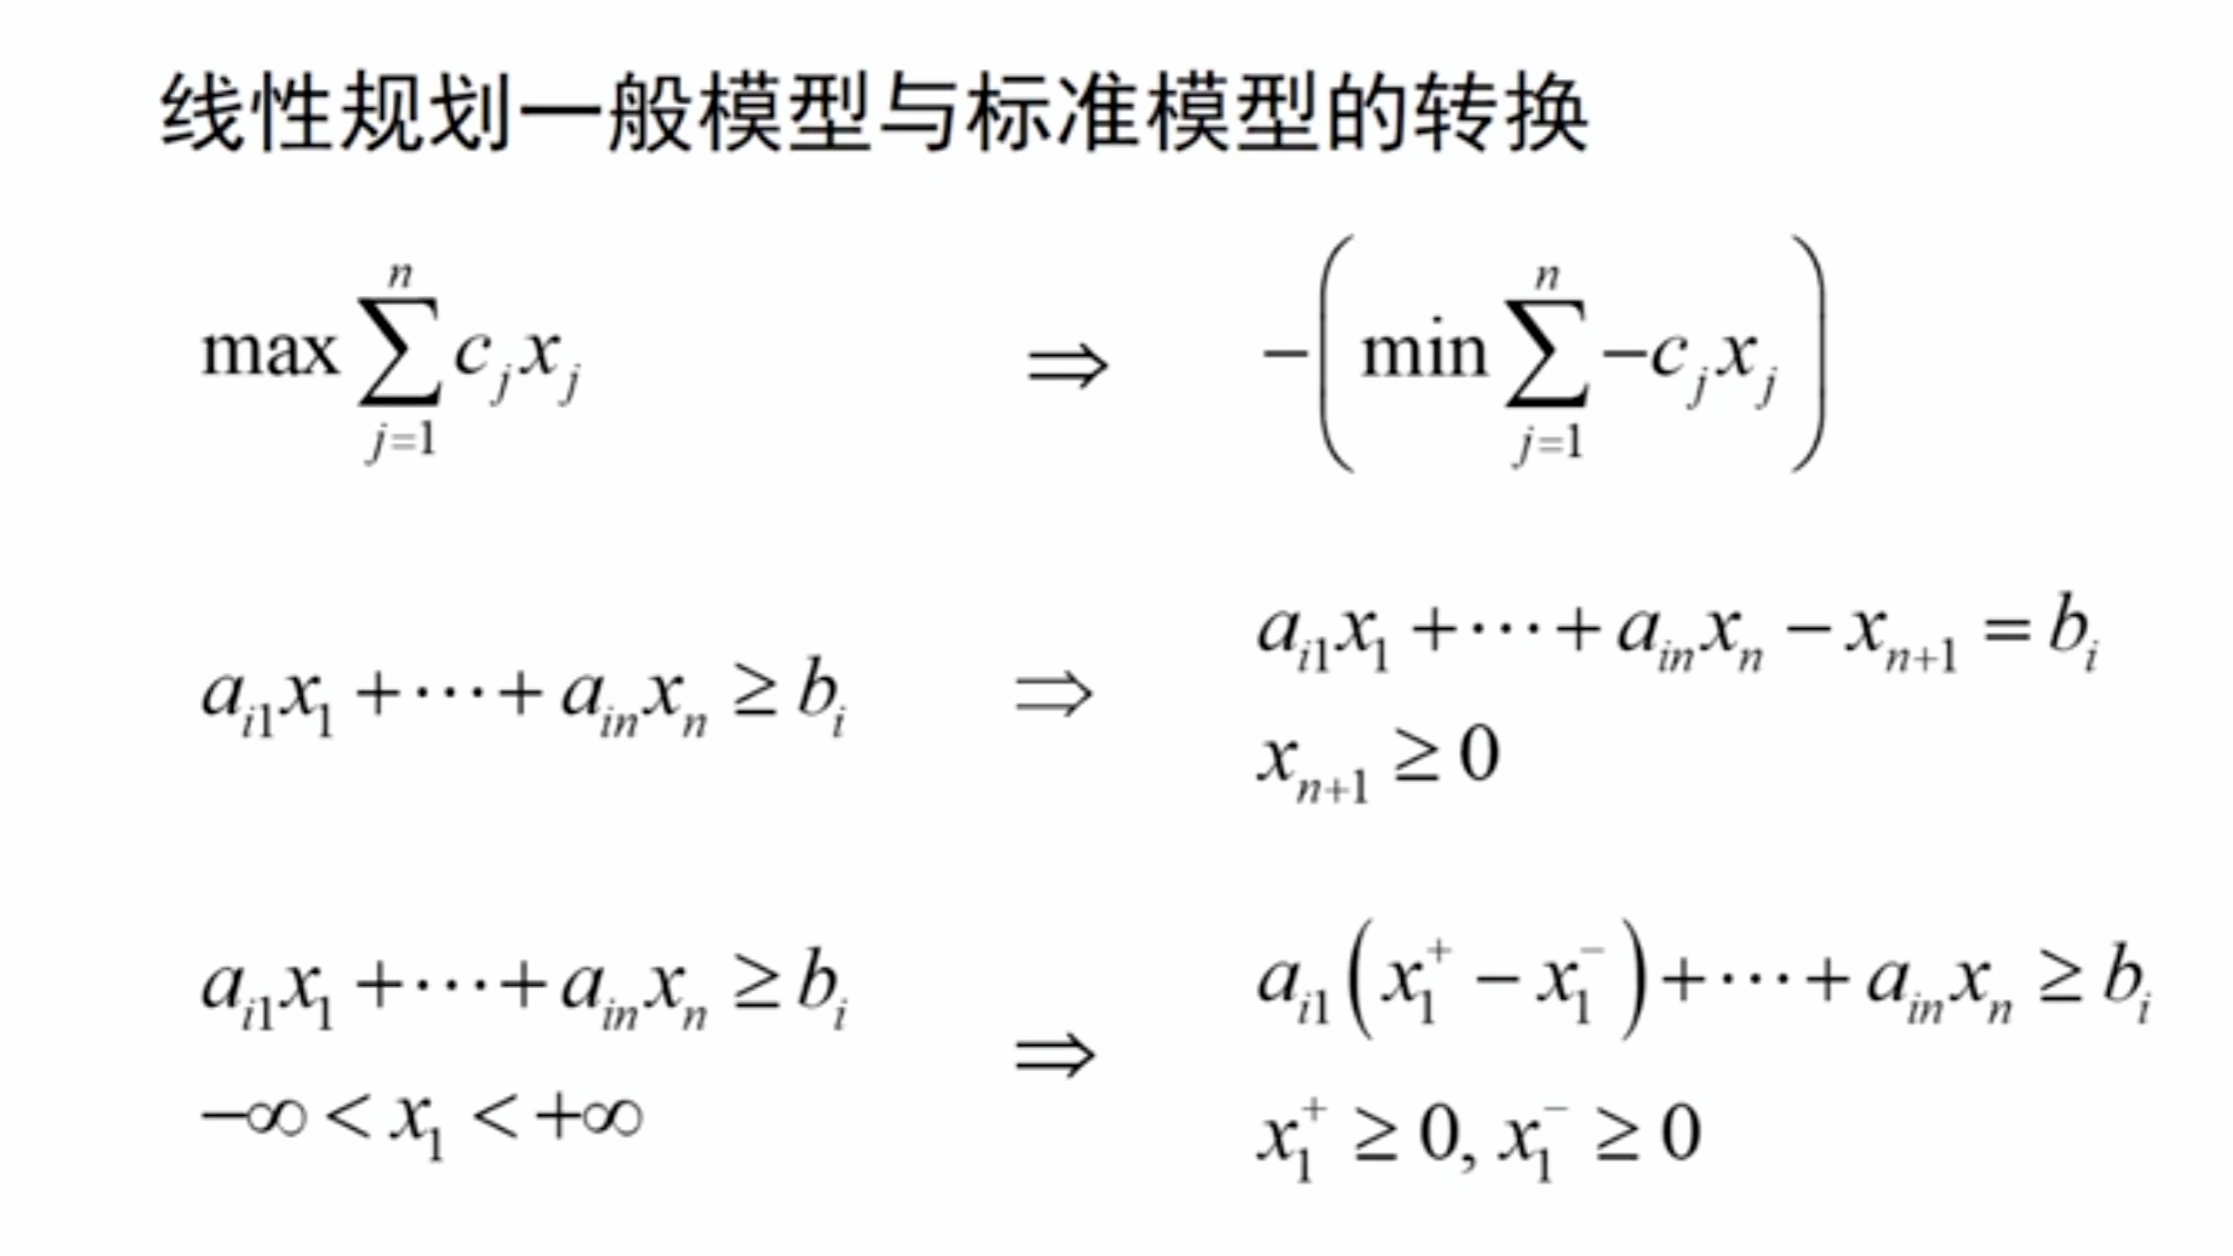 线性规划一般模型与标准模型的转换
$\max \sum_{j=1}^{n} c_j x_j \Rightarrow -\left( \min \sum_{j=1}^{n} -c_j x_j \right)$
$a_{i1}x_1 + \cdots + a_{in}x_n \geq b_i \Rightarrow a_{i1}x_1 + \cdots + a_{in}x_n - x_{n+1} = b_i$
$x_{n+1} \geq 0$
$a_{i1}x_1 + \cdots + a_{in}x_n \geq b_i \Rightarrow a_{i1}\left( x_1^+ - x_1^- \right) + \cdots + a_{in}x_n \geq b_i$
$-\infty < x_1 < +\infty \quad x_1^+ \geq 0, x_1^- \geq 0$